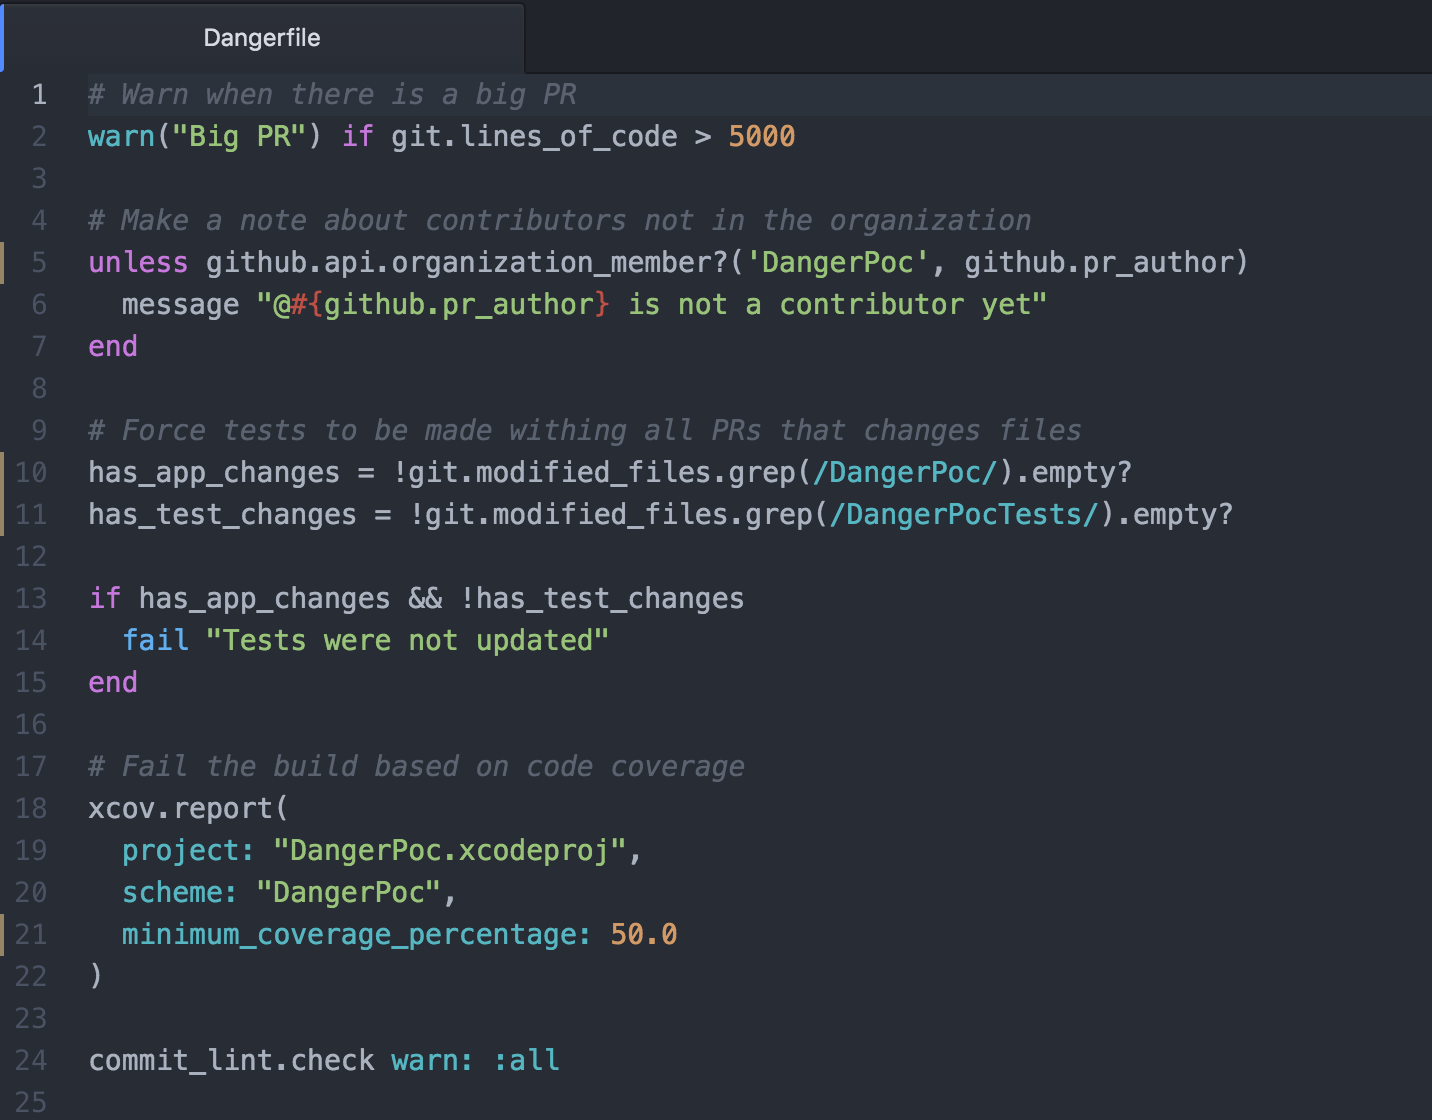 Dangerfile
1 # Warn when there is a big PR
2 warn("Big PR") if git.lines_of_code > 5000
3
4 # Make a note about contributors not in the organization
5 unless github.api.organization_member?('DangerPoc', github.pr_author)
6   message "@#{github.pr_author} is not a contributor yet"
7 end
8
9 # Force tests to be made withing all PRs that changes files
10 has_app_changes = !git.modified_files.grep(/DangerPoc/).empty?
11 has_test_changes = !git.modified_files.grep(/DangerPocTests/).empty?
12
13 if has_app_changes && !has_test_changes
14   fail "Tests were not updated"
15 end
16
17 # Fail the build based on code coverage
18 xcov.report(
19   project: "DangerPoc.xcodeproj",
20   scheme: "DangerPoc",
21   minimum_coverage_percentage: 50.0
22 )
23
24 commit_lint.check warn: :all
25